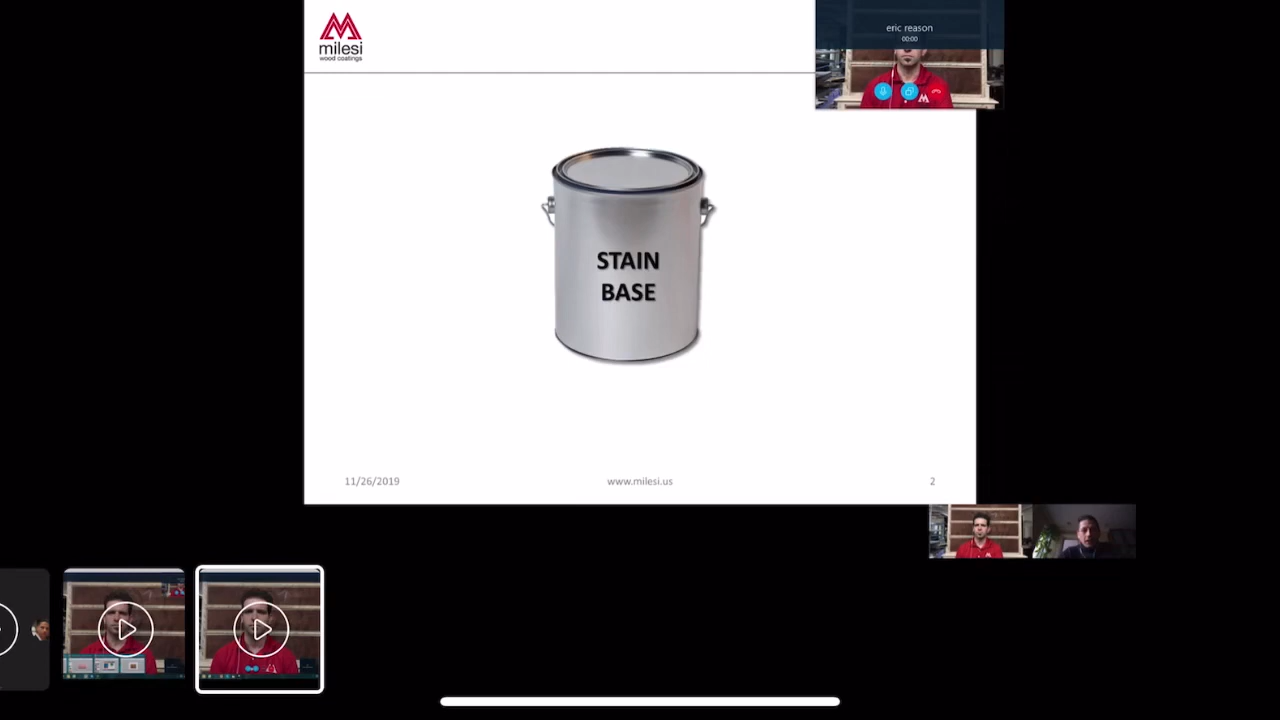 milesi
wood coatings
eric reason
00:00
STAIN
BASE
11/26/2019
www.milesi.us
2